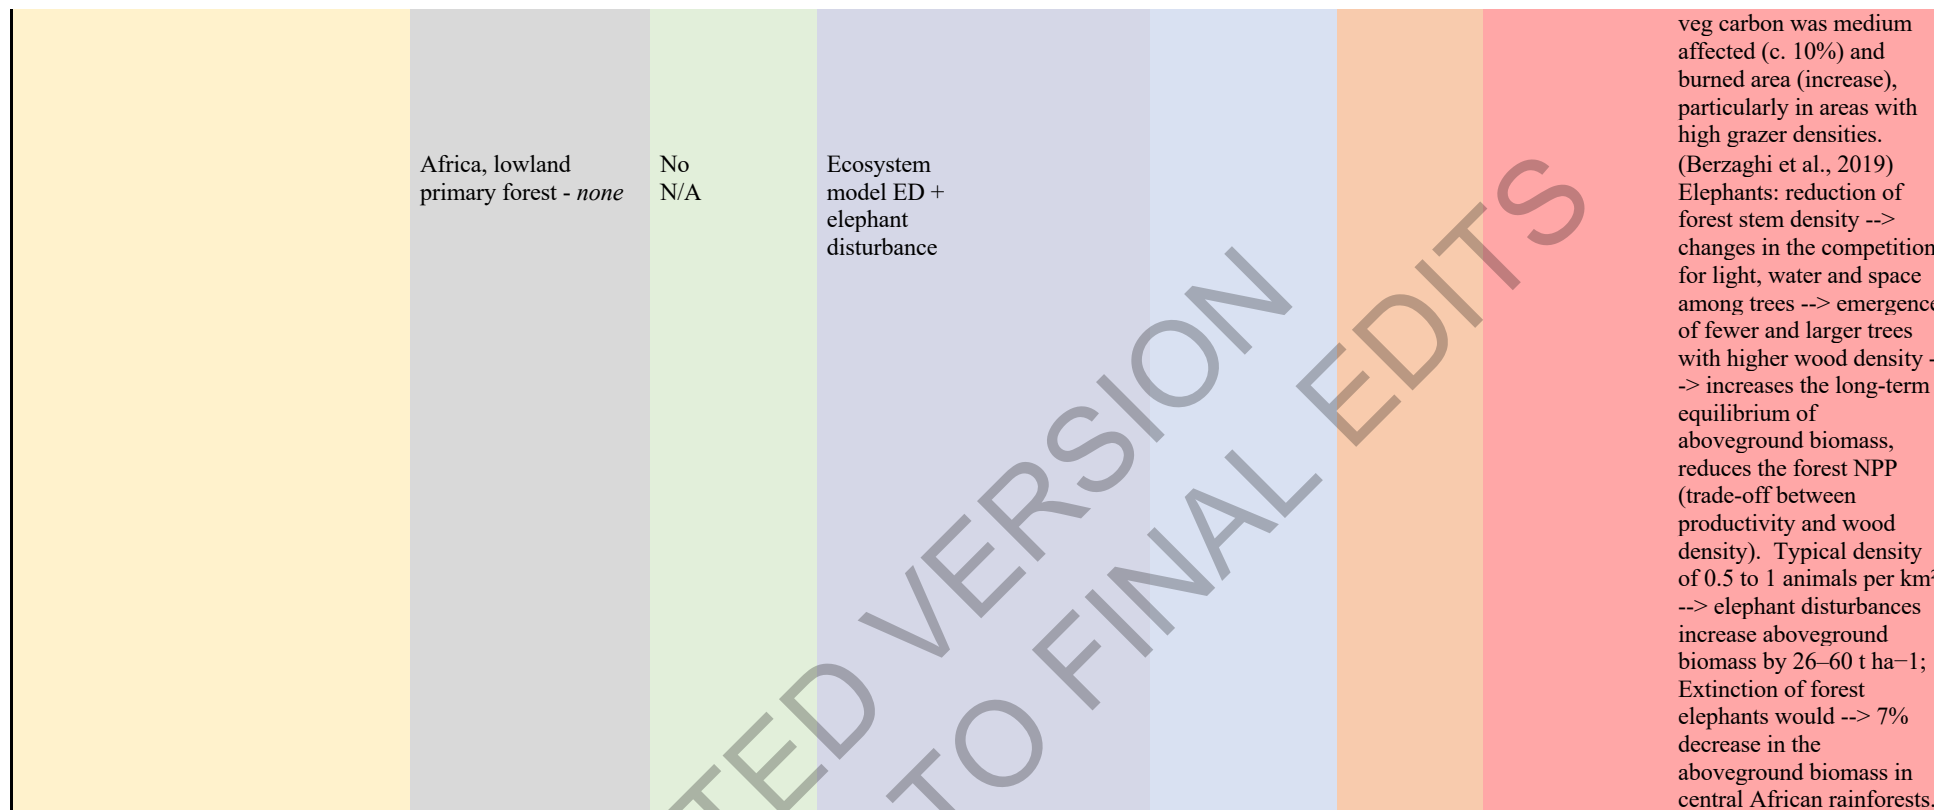 veg carbon was medium
affected (c. 10%) and
burned area (increase),
particularly in areas with
high grazer densities.
Africa, lowland
primary forest - none
No
N/A
Ecosystem
model ED +
elephant
disturbance
(Berzaghi et al., 2019)
Elephants: reduction of
forest stem density -->
changes in the competition
for light, water and space
among trees --> emergence
of fewer and larger trees
with higher wood density -
-> increases the long-term
equilibrium of
aboveground biomass,
reduces the forest NPP
(trade-off between
productivity and wood
density).  Typical density
of 0.5 to 1 animals per km²
--> elephant disturbances
increase aboveground
biomass by 26–60 t ha−1;
Extinction of forest
elephants would --> 7%
decrease in the
aboveground biomass in
central African rainforests.
TED VERSION
TO FINAL EDITS